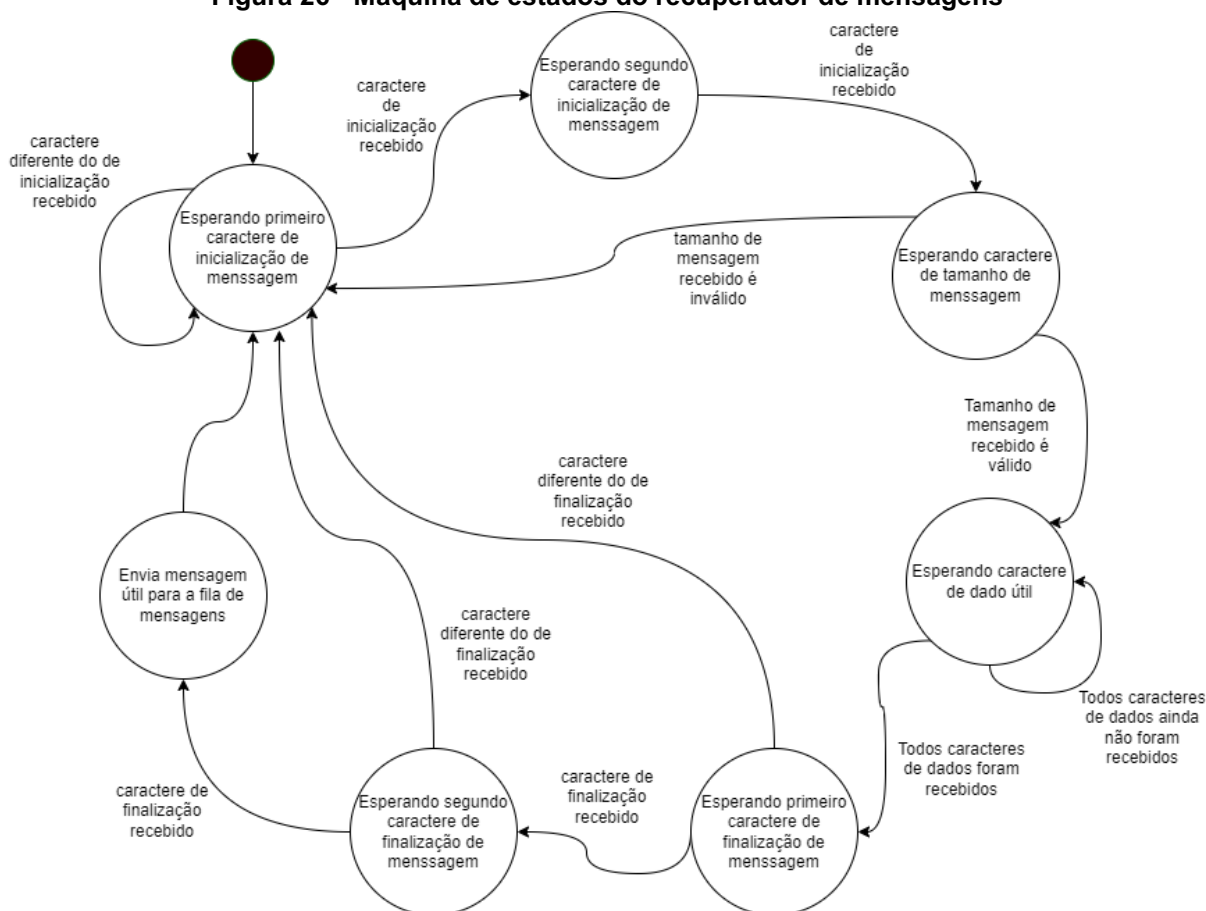 Figura 26 - Máquina de estados do recuperador de mensagens
caractere
de
inicialização
recebido
Esperando segundo
caractere de
inicialização de
menssagem
caractere
de
inicialização
recebido
caractere
diferente do de
inicialização
recebido
Esperando primeiro
caractere de
inicialização de
menssagem
tamanho de
mensagem
recebido é
inválido
Esperando caractere
de tamanho de
menssagem
Tamanho de
mensagem
recebido é
válido
caractere
diferente do de
finalização
recebido
Esperando caractere
de dado útil
Envia mensagem
útil para a fila de
mensagens
caractere
diferente do de
finalização
recebido
Todos caracteres
de dados ainda
não foram
recebidos
Todos caracteres
de dados foram
recebidos
caractere de
finalização
recebido
caractere de
finalização
recebido
Esperando segundo
caractere de
finalização de
menssagem
Esperando primeiro
caractere de
finalização de
menssagem